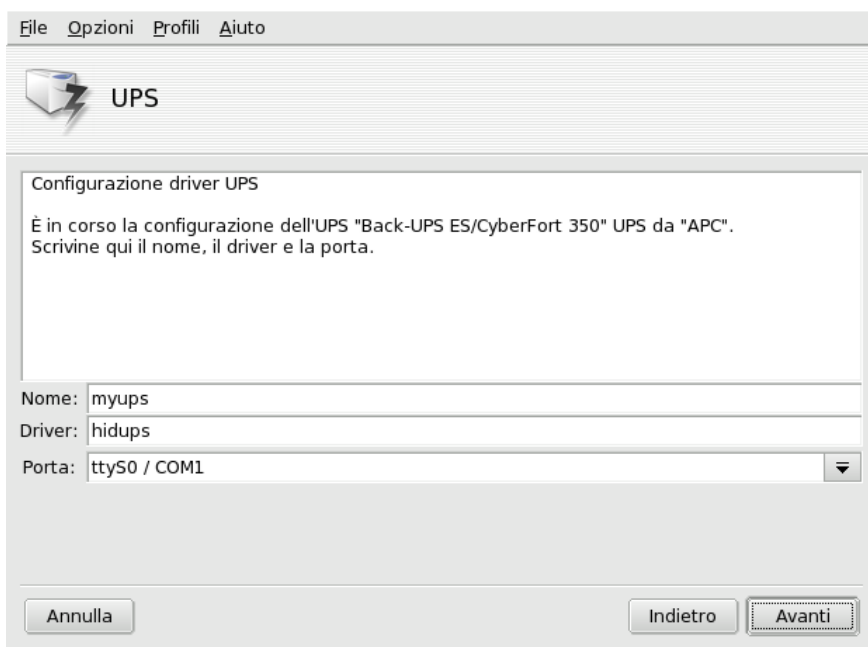 File Opzioni Profili Aiuto
UPS
Configurazione driver UPS
È in corso la configurazione dell'UPS "Back-UPS ES/CyberFort 350" UPS da "APC".
Scrivine qui il nome, il driver e la porta.
Nome: myups
Driver: hidups
Porta: ttyS0 / COM1
Annulla Indietro Avanti